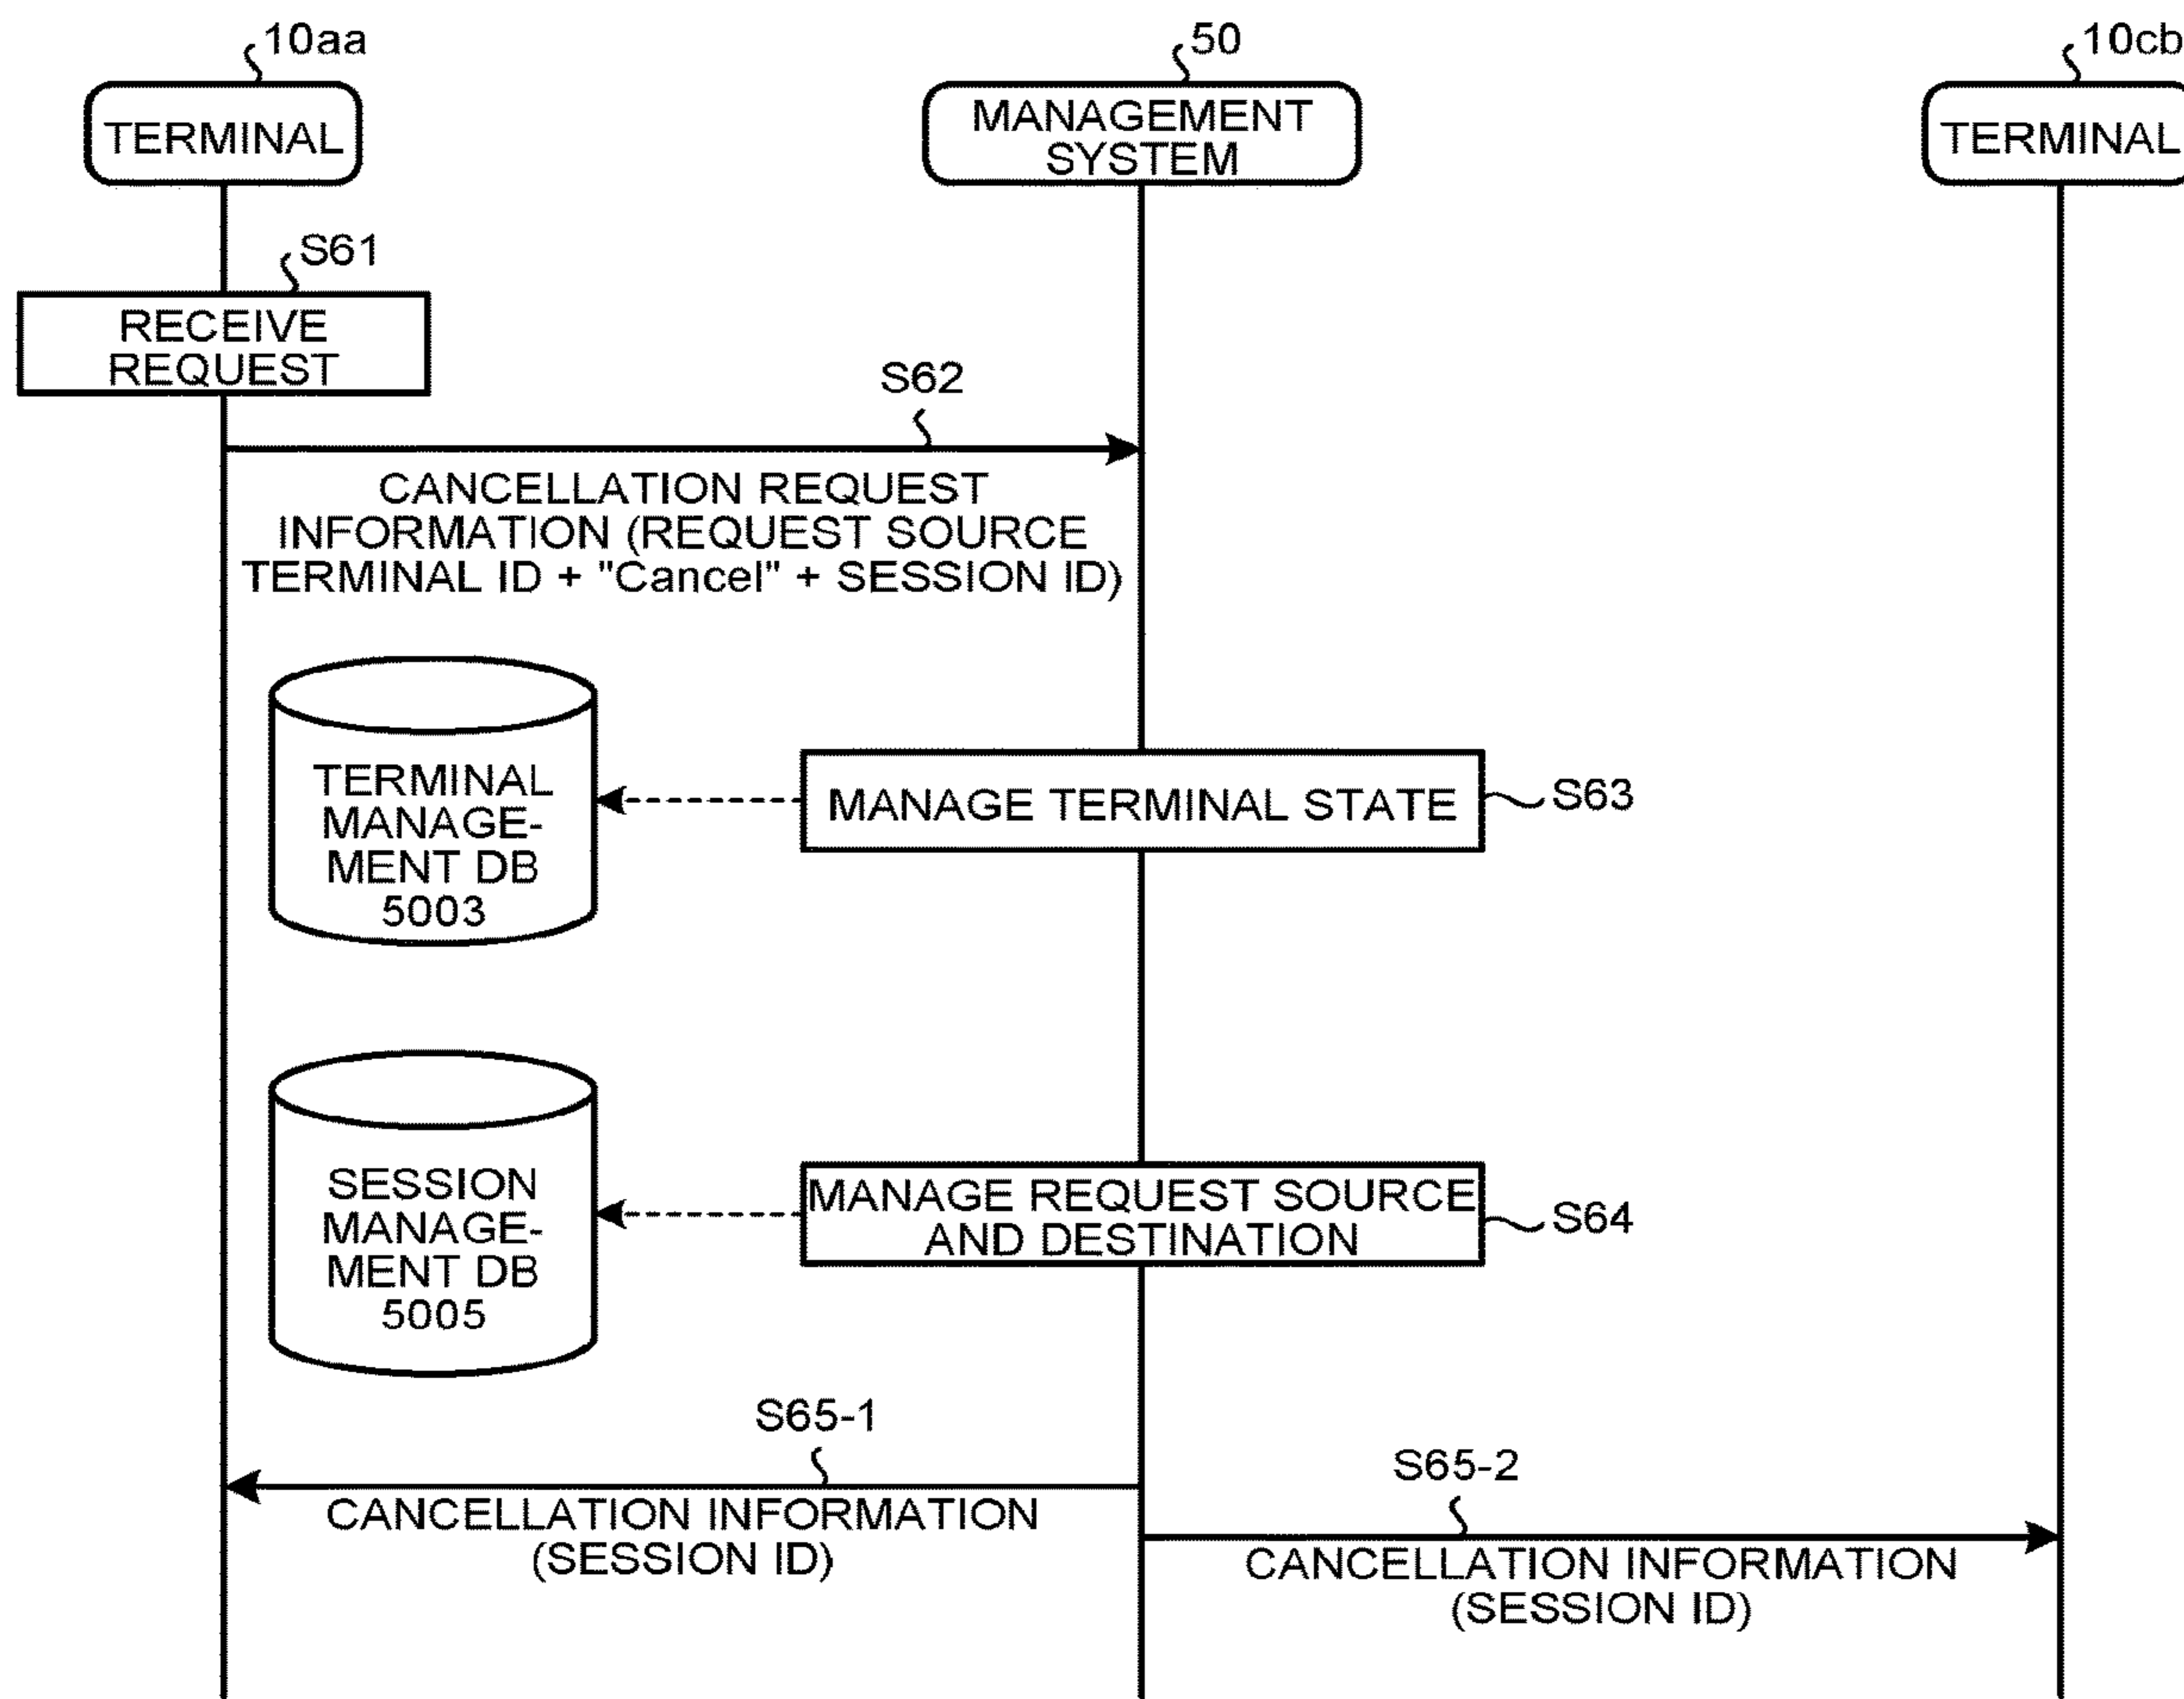 10aa
50
10cb
TERMINAL
MANAGEMENT
SYSTEM
TERMINAL
S61
RECEIVE
REQUEST
S62
CANCELLATION REQUEST
INFORMATION (REQUEST SOURCE
TERMINAL ID + "Cancel" + SESSION ID)
TERMINAL
MANAGE-
MENT DB
5003
MANAGE TERMINAL STATE
S63
SESSION
MANAGE-
MENT DB
5005
MANAGE REQUEST SOURCE
AND DESTINATION
S64
S65-1
CANCELLATION INFORMATION
(SESSION ID)
S65-2
CANCELLATION INFORMATION
(SESSION ID)